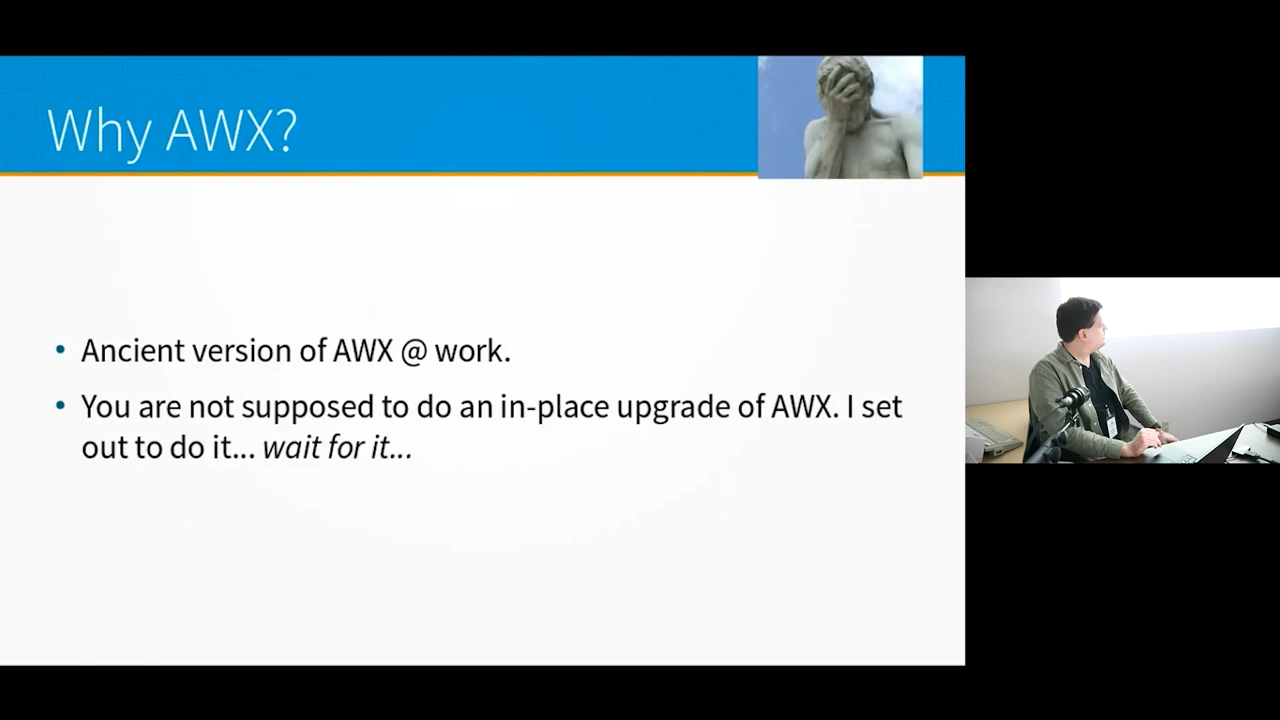 Why AWX?
• Ancient version of AWX @ work.
• You are not supposed to do an in-place upgrade of AWX. I set
out to do it... wait for it...